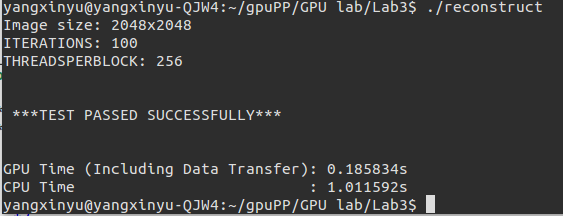 yangxinyu@yangxinyu-QJW4:~/gpuPP/GPU lab/Lab3$ ./reconstruct
Image size: 2048x2048
ITERATIONS: 100
THREADSPERBLOCK: 256
***TEST PASSED SUCCESSFULLY***
GPU Time (Including Data Transfer): 0.185834s
CPU Time                          : 1.011592s
yangxinyu@yangxinyu-QJW4:~/gpuPP/GPU lab/Lab3$